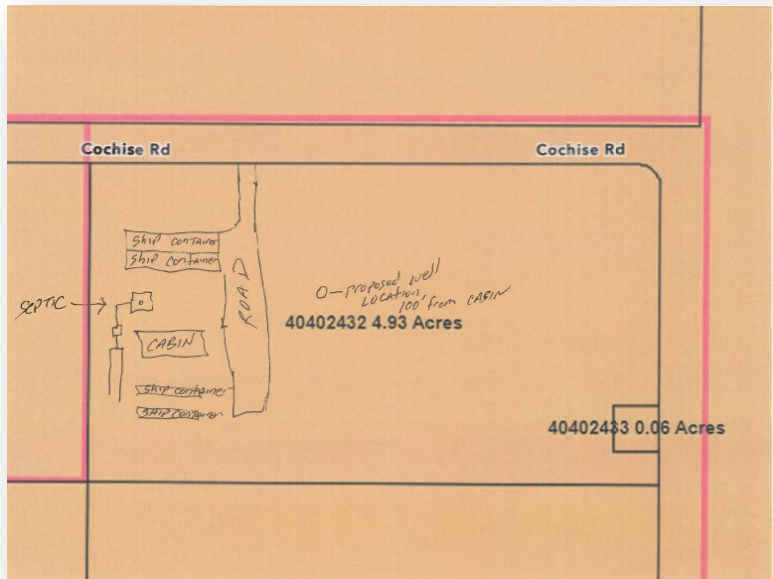 Cochise Rd
Cochise Rd
Ship Container
Ship Container
ROAD
O-proposed well
LOCATION
100' from CABIN
SEPTIC
40402432 4.93 Acres
CABIN
Ship container
SHIP CONTAINER
40402433 0.06 Acres